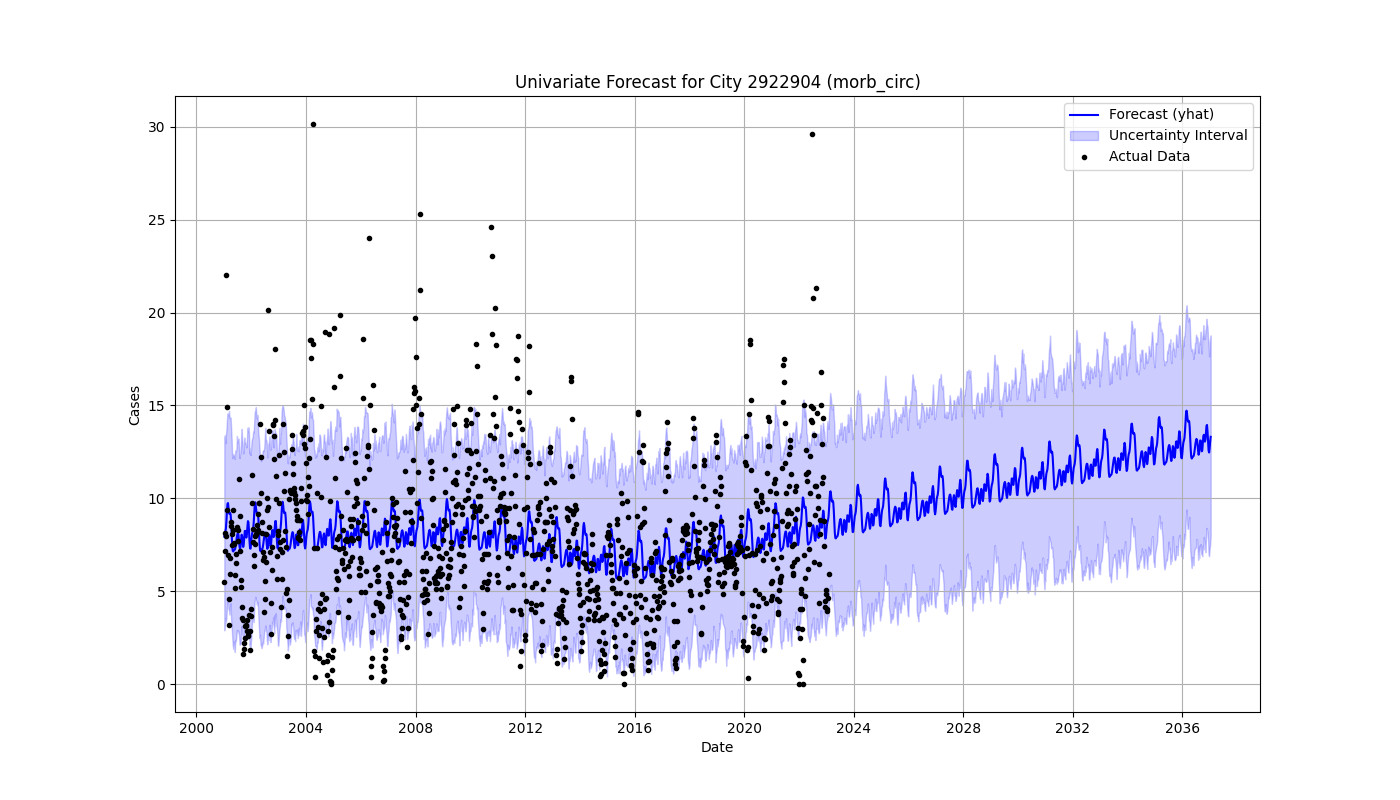 Univariate Forecast for City 2922904 (morb_circ)
Forecast (yhat)
Uncertainty Interval
Actual Data
Cases
30
25
20
15
10
5
0
2000 2004 2008 2012 2016 2020 2024 2028 2032 2036
Date